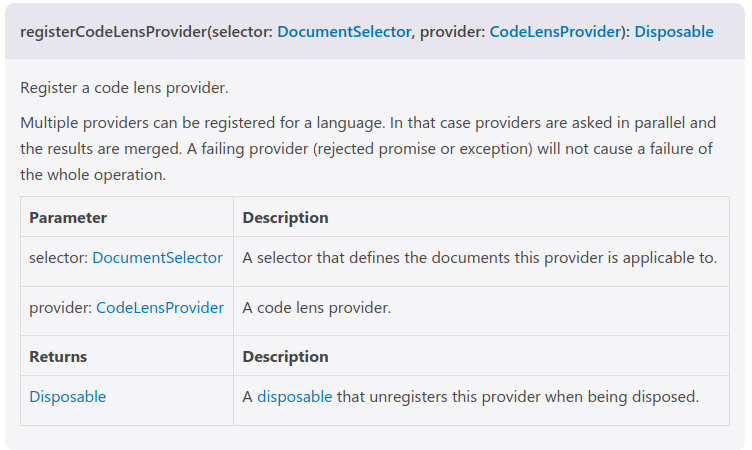 registerCodeLensProvider(selector: DocumentSelector, provider: CodeLensProvider): Disposable
Register a code lens provider.
Multiple providers can be registered for a language. In that case providers are asked in parallel and
the results are merged. A failing provider (rejected promise or exception) will not cause a failure of
the whole operation.
Parameter Description
selector: DocumentSelector A selector that defines the documents this provider is applicable to.
provider: CodeLensProvider A code lens provider.
Returns Description
Disposable A disposable that unregisters this provider when being disposed.